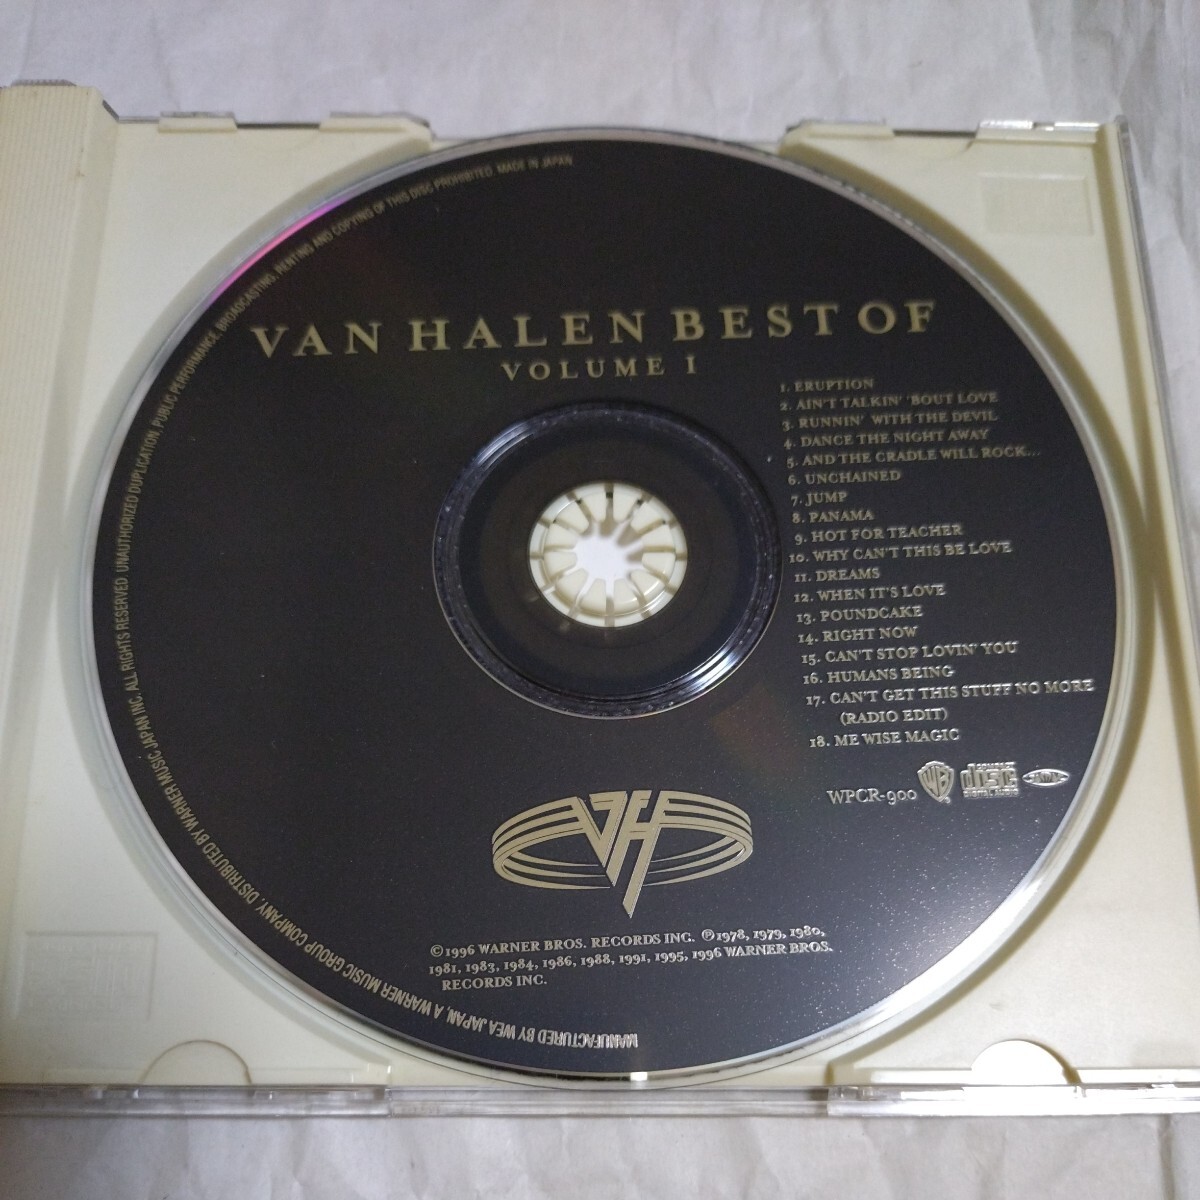 VAN HALEN BEST OF
VOLUME I
1. ERUPTION
2. AIN'T TALKIN' 'BOUT LOVE
3. RUNNIN' WITH THE DEVIL
4. DANCE THE NIGHT AWAY
5. AND THE CRADLE WILL ROCK...
6. UNCHAINED
7. JUMP
8. PANAMA
9. HOT FOR TEACHER
10. WHY CAN'T THIS BE LOVE
11. DREAMS
12. WHEN IT'S LOVE
13. POUNDCAKE
14. RIGHT NOW
15. CAN'T STOP LOVIN' YOU
16. HUMANS BEING
17. CAN'T GET THIS STUFF NO MORE
(RADIO EDIT)
18. ME WISE MAGIC
WPCR-900
WB
COMPACT
disc
DIGITAL AUDIO
VH
©1996 WARNER BROS. RECORDS INC. ℗1978, 1979, 1980,
1981, 1983, 1984, 1986, 1988, 1991, 1995, 1996 WARNER BROS.
RECORDS INC.
MANUFACTURED BY WEA JAPAN, A WARNER MUSIC GROUP COMPANY, DISTRIBUTED BY WARNER MUSIC JAPAN INC. ALL RIGHTS RESERVED. UNAUTHORIZED DUPLICATION, PUBLIC PERFORMANCE, BROADCASTING, RENTING AND COPYING OF THIS DISC PROHIBITED. MADE IN JAPAN